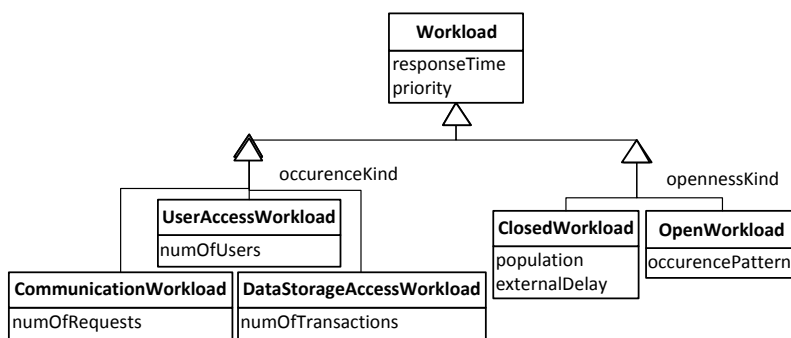 Workload
responseTime
priority
occurenceKind
opennessKind
UserAccessWorkload
numOfUsers
ClosedWorkload
population
externalDelay
OpenWorkload
occurencePattern
CommunicationWorkload
numOfRequests
DataStorageAccessWorkload
numOfTransactions